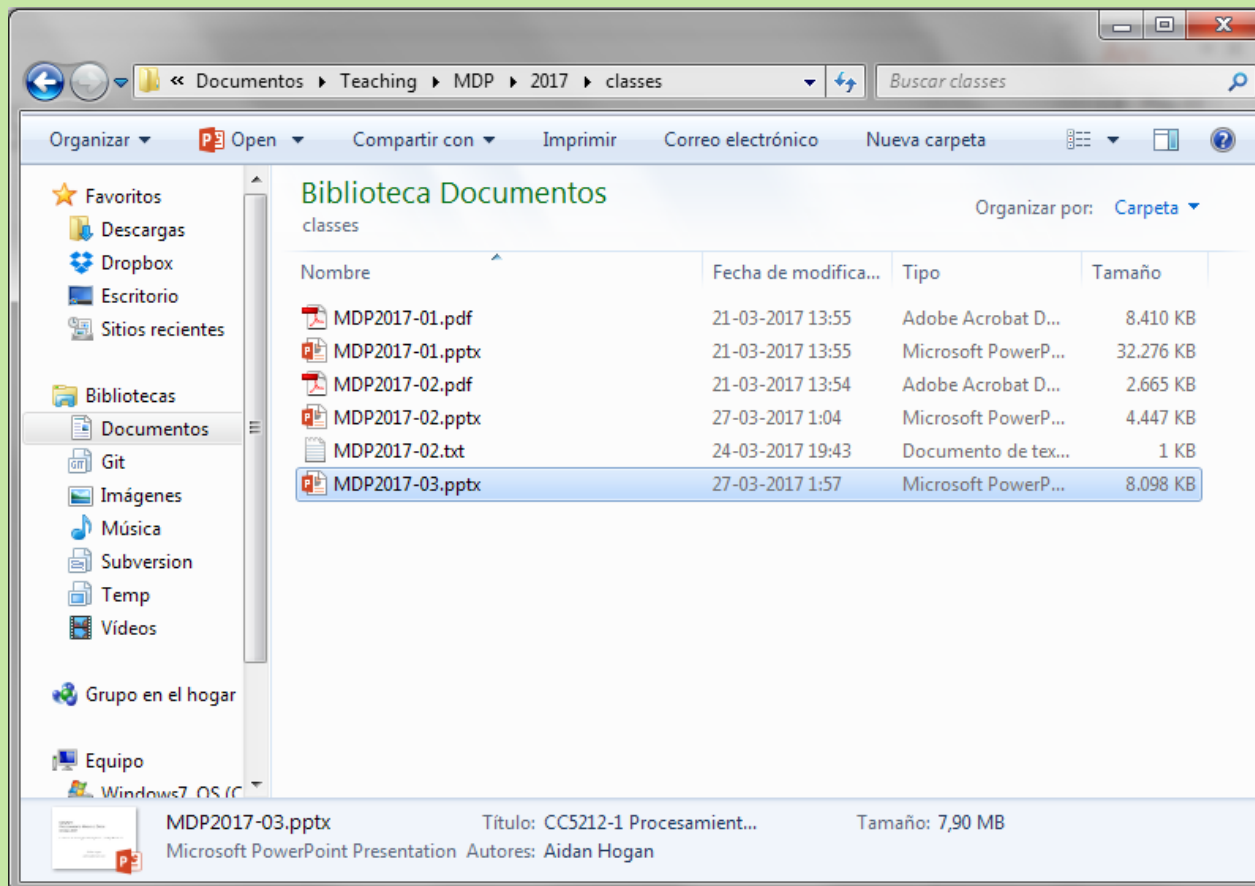 « Documentos ▸ Teaching ▸ MDP ▸ 2017 ▸ classes
Buscar classes
Organizar
Open
Compartir con
Imprimir
Correo electrónico
Nueva carpeta
Favoritos
Descargas
Dropbox
Escritorio
Sitios recientes
Bibliotecas
Documentos
Git
Imágenes
Música
Subversion
Temp
Vídeos
Grupo en el hogar
Equipo
Windows7_OS (C
Biblioteca Documentos
classes
Organizar por: Carpeta
Nombre Fecha de modifica... Tipo Tamaño
MDP2017-01.pdf 21-03-2017 13:55 Adobe Acrobat D... 8.410 KB
MDP2017-01.pptx 21-03-2017 13:55 Microsoft PowerP... 32.276 KB
MDP2017-02.pdf 21-03-2017 13:54 Adobe Acrobat D... 2.665 KB
MDP2017-02.pptx 27-03-2017 1:04 Microsoft PowerP... 4.447 KB
MDP2017-02.txt 24-03-2017 19:43 Documento de tex... 1 KB
MDP2017-03.pptx 27-03-2017 1:57 Microsoft PowerP... 8.098 KB
MDP2017-03.pptx Título: CC5212-1 Procesamient... Tamaño: 7,90 MB
Microsoft PowerPoint Presentation Autores: Aidan Hogan